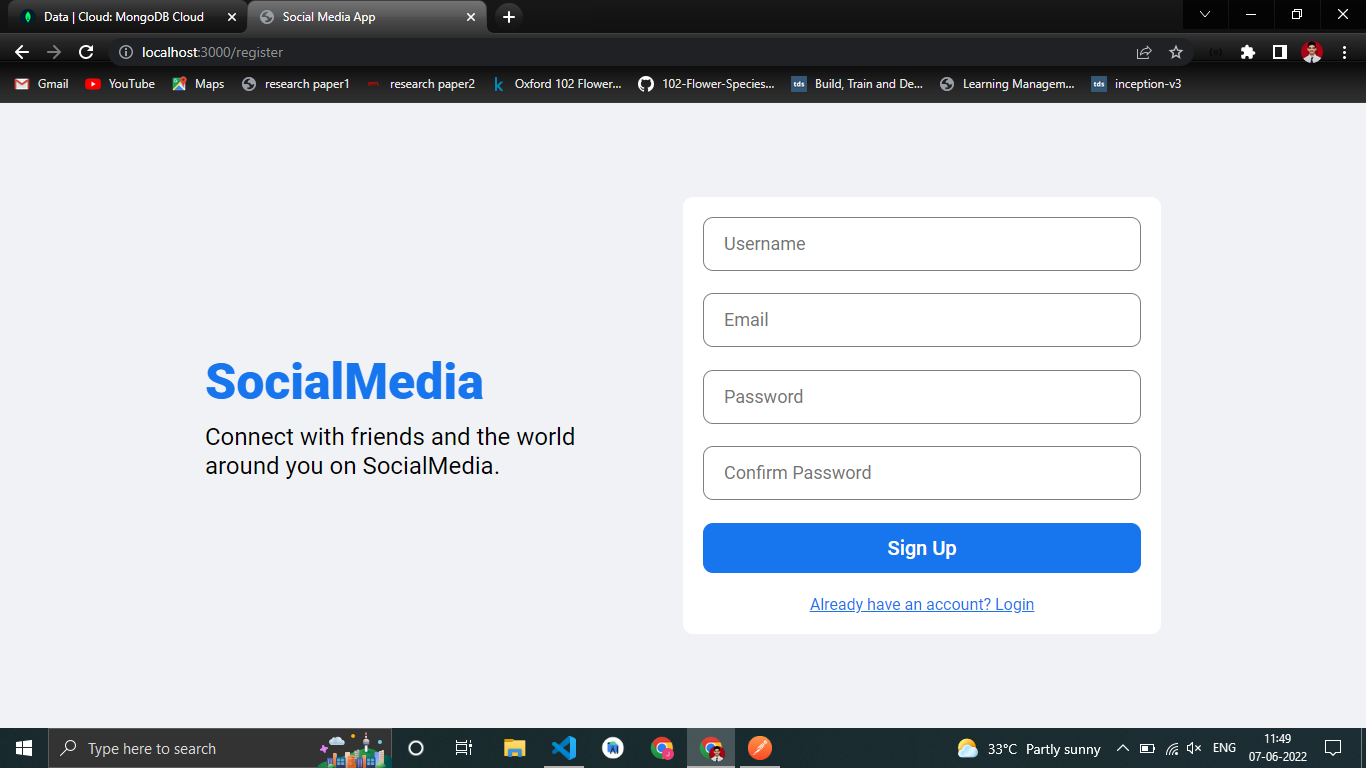 Data | Cloud: MongoDB Cloud
Social Media App
localhost:3000/register
Gmail
YouTube
Maps
research paper1
research paper2
Oxford 102 Flower...
102-Flower-Species...
tds
Build, Train and De...
Learning Managem...
tds
inception-v3
SocialMedia
Connect with friends and the world
around you on SocialMedia.
Username
Email
Password
Confirm Password
Sign Up
Already have an account? Login
Type here to search
33°C Partly sunny
ENG
11:49
07-06-2022